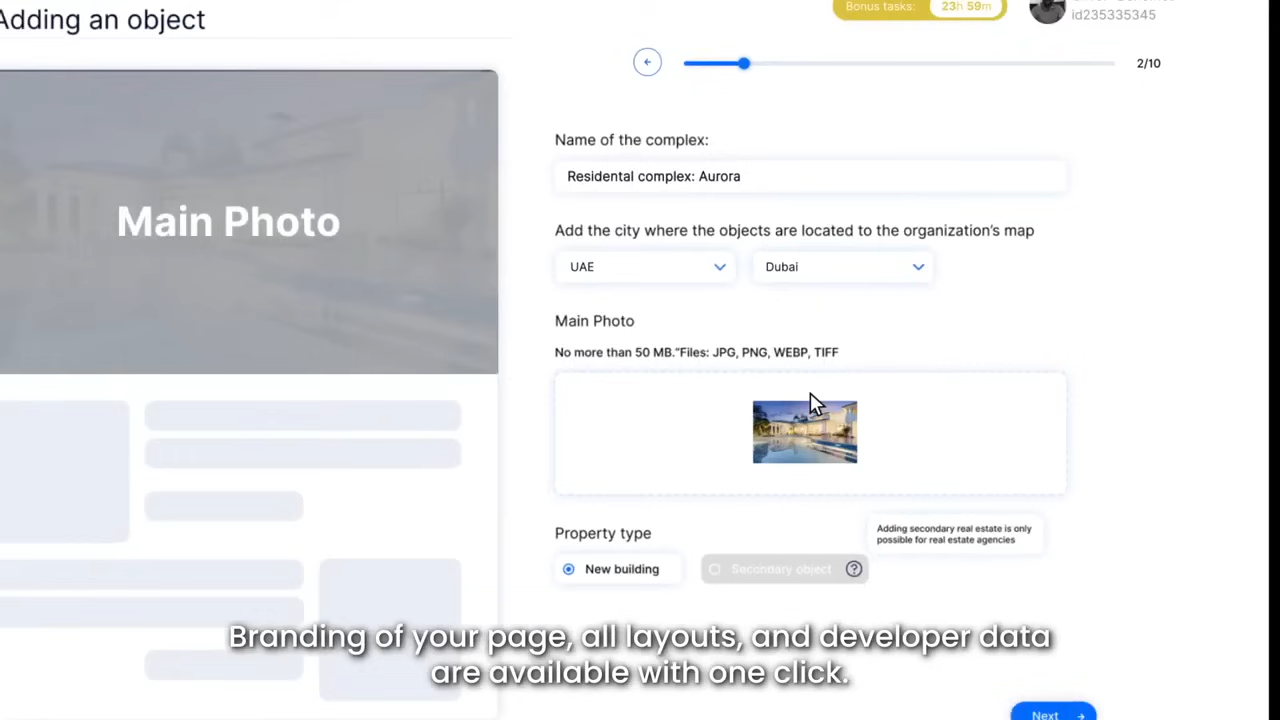 Adding an object
Bonus tasks: 23h 59m
id235335345
2/10
Main Photo
Name of the complex:
Residental complex: Aurora
Add the city where the objects are located to the organization's map
UAE
Dubai
Main Photo
No more than 50 MB."Files: JPG, PNG, WEBP, TIFF
Property type
Adding secondary real estate is only
possible for real estate agencies
New building
Secondary object
?
Branding of your page, all layouts, and developer data
are available with one click.
Next